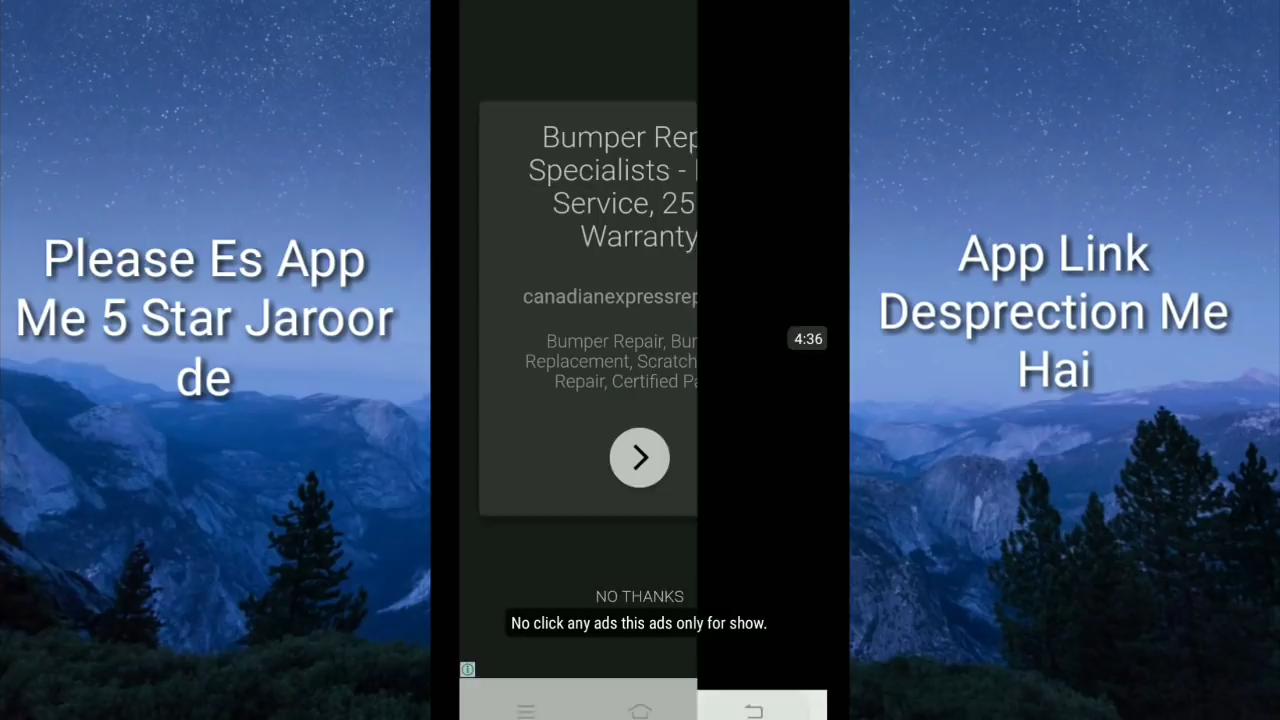 Please Es App
Me 5 Star Jaroor
de
Bumper Rep
Specialists -
Service, 25
Warranty
canadianexpressrep
Bumper Repair, Bur
Replacement, Scratch
Repair, Certified Pa
NO THANKS
No click any ads this ads only for show.
4:36
App Link
Desprection Me
Hai